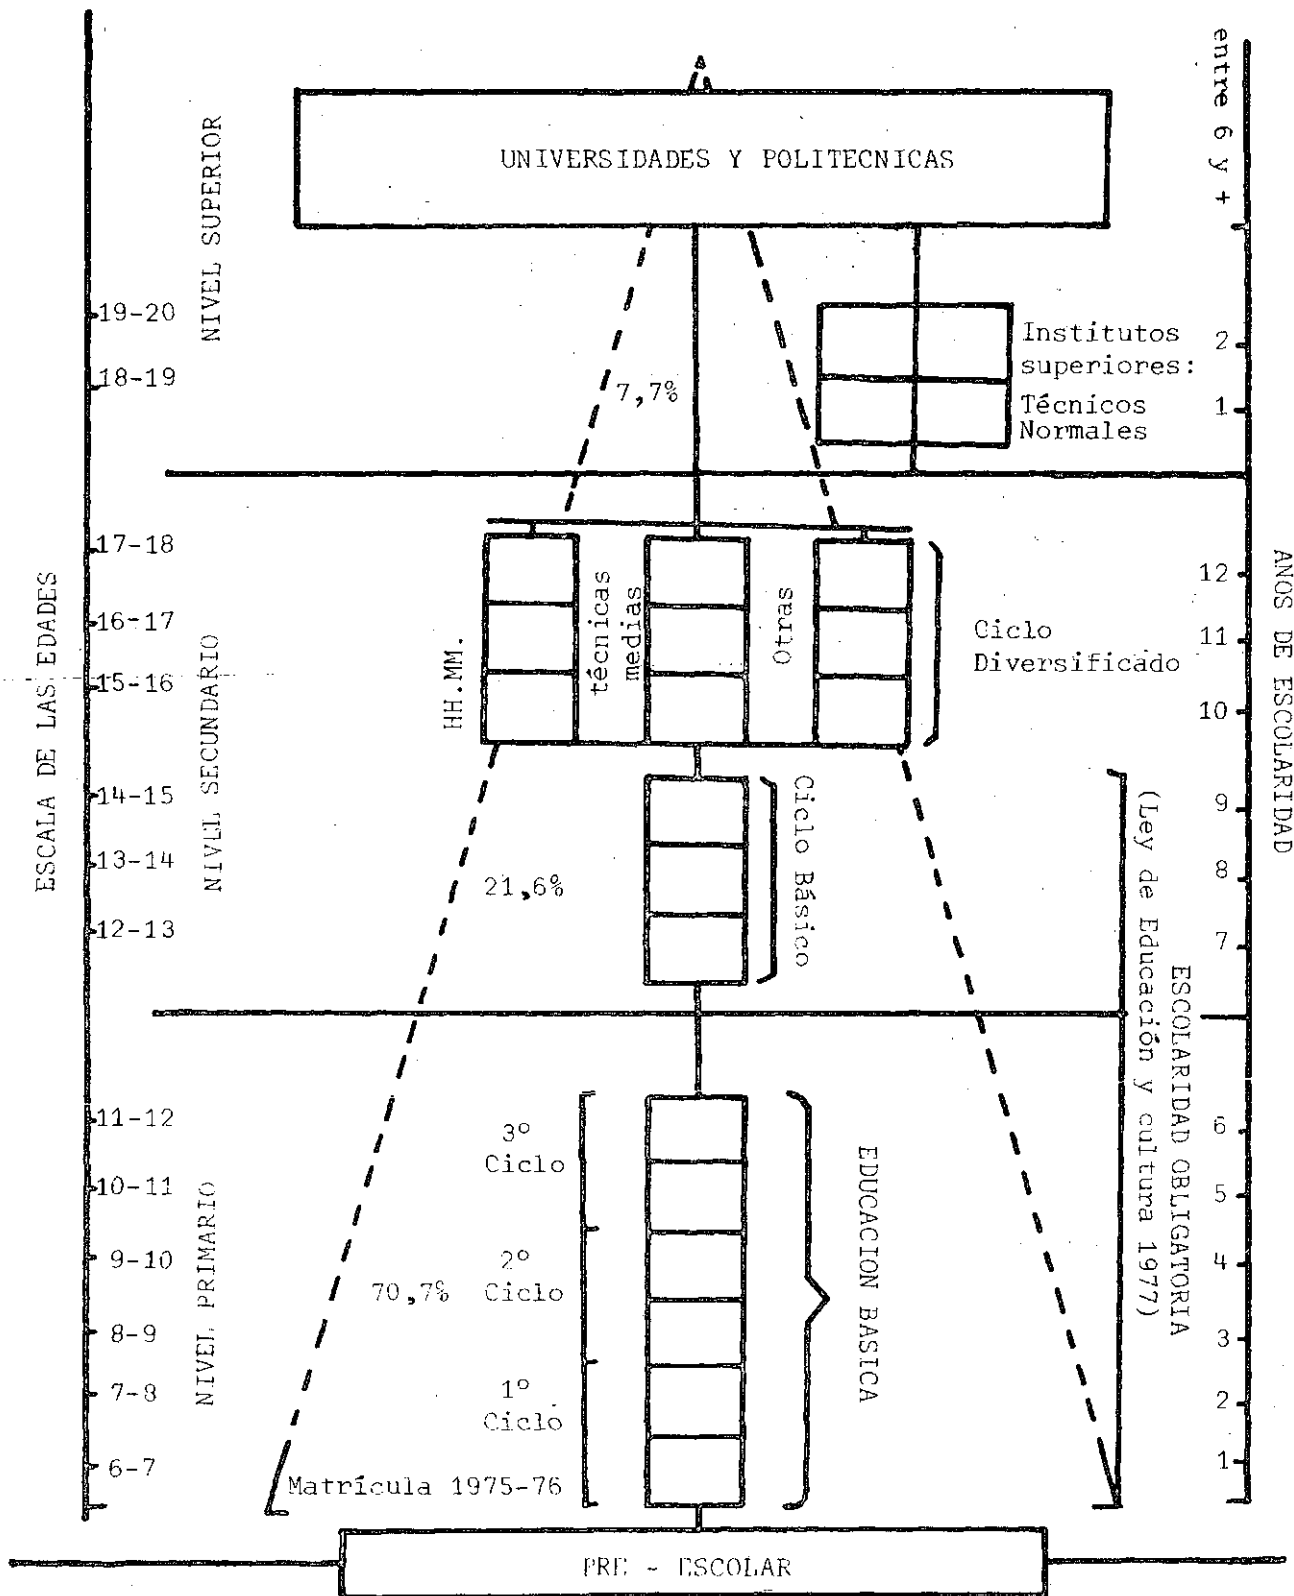 entre 6 y +
UNIVERSIDADES Y POLITECNICAS
NIVEL SUPERIOR
19-20
18-19
7,7%
Institutos
superiores:
Técnicos
Normales
2
1
ESCALA DE LAS EDADES
NIVEL SECUNDARIO
17-18
16-17
15-16
14-15
13-14
12-13
HH.MM.
técnicas
medias
Otras
Ciclo
Diversificado
12
11
10
ANOS DE ESCOLARIDAD
21,6%
Ciclo Básico
9
8
7
ESCOLARIDAD OBLIGATORIA
(Ley de Educación y cultura 1977)
NIVEL PRIMARIO
11-12
10-11
9-10
8-9
7-8
6-7
3º
Ciclo
2º
70,7% Ciclo
1º
Ciclo
Matrícula 1975-76
EDUCACION BASICA
6
5
4
3
2
1
PRE - ESCOLAR